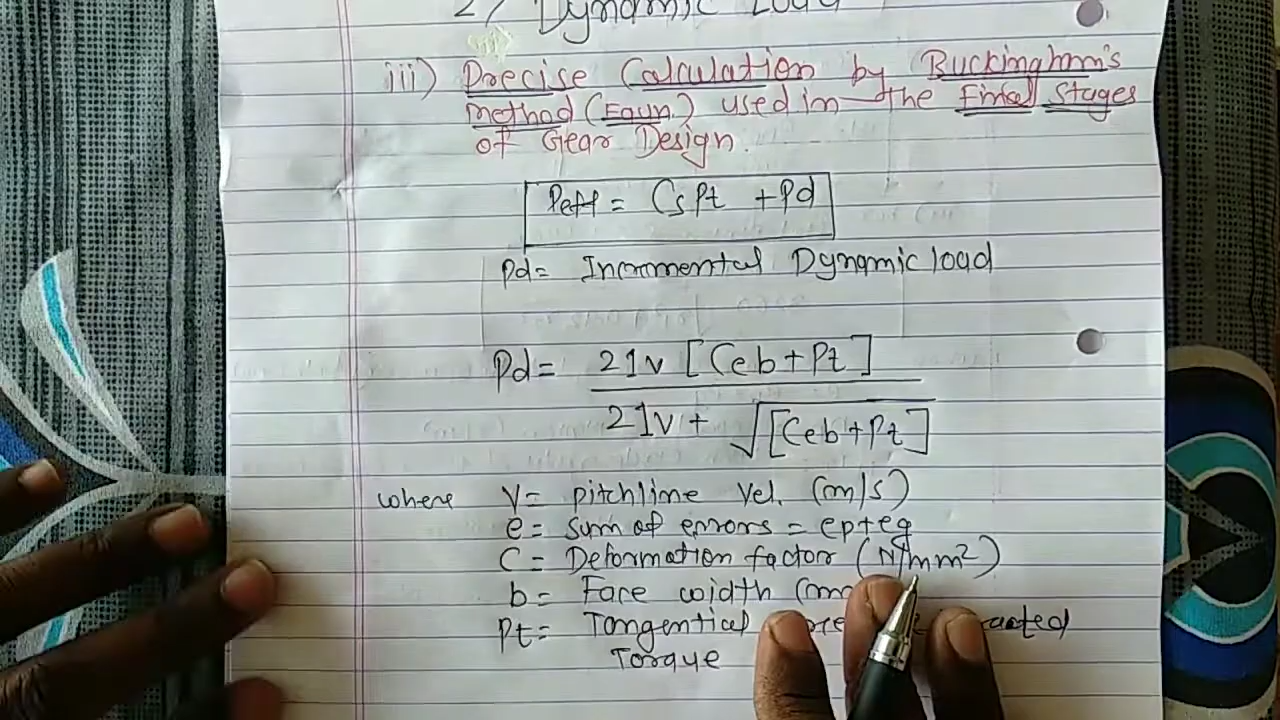 2) Dynamic Load
iii) Precise Calculation by Buckinghm's
method (Equn.) used in the Final Stages
of Gear Design.
Peff = Cs Pt + Pd
Pd = Incremental Dynamic load
Pd = 21v [Ceb+Pt]
21v + √[Ceb+Pt]
where v = pitchline Vel. (m/s)
e = Sum of errors = ep+eg
C = Deformation factor (N/mm²)
b = Face width
Pt = Tangential
Torque